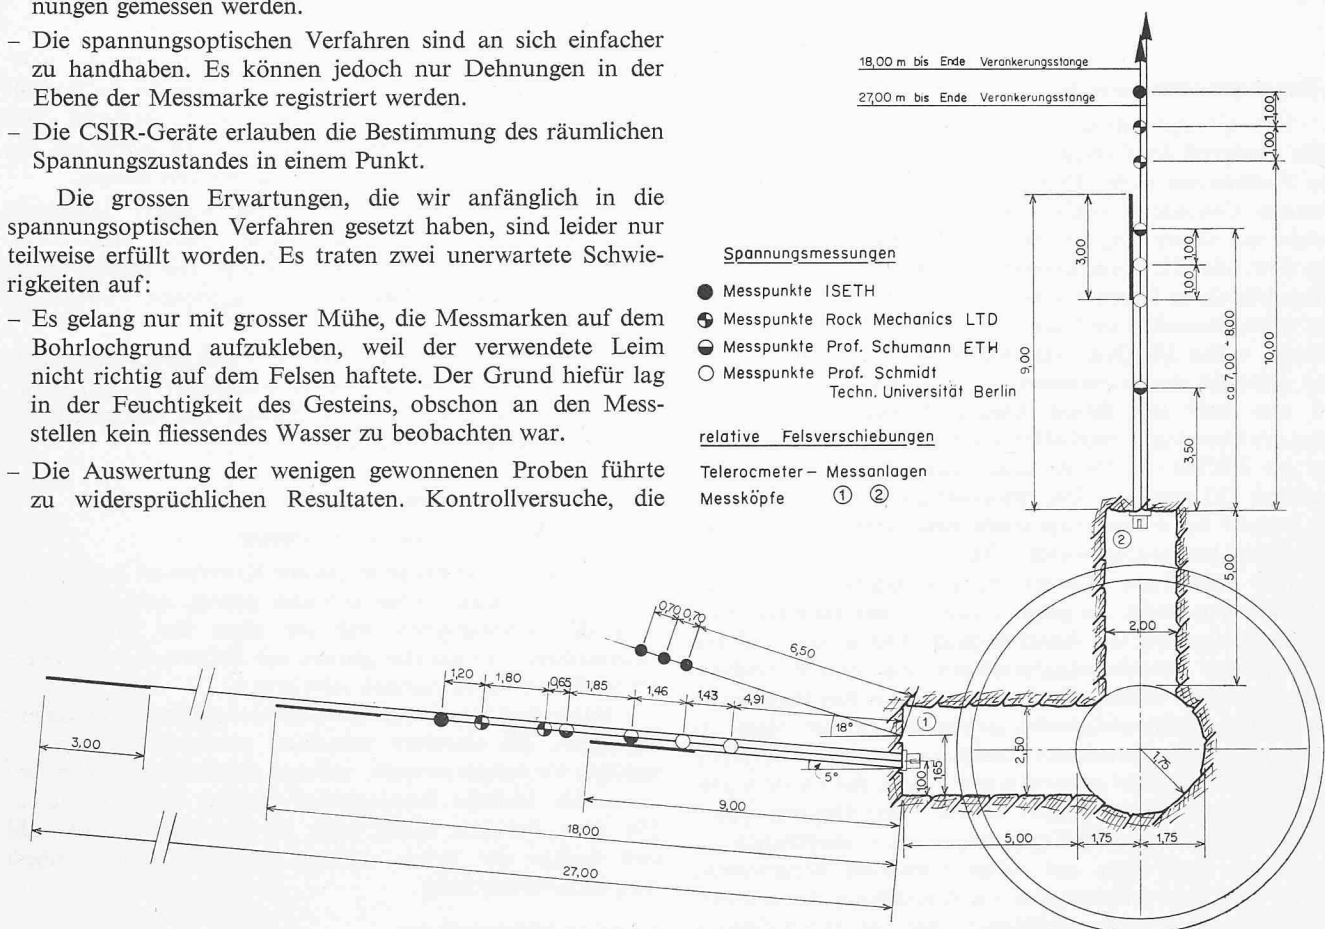 nungen gemessen werden.
– Die spannungsoptischen Verfahren sind an sich einfacher
zu handhaben. Es können jedoch nur Dehnungen in der
Ebene der Messmarke registriert werden.
– Die CSIR-Geräte erlauben die Bestimmung des räumlichen
Spannungszustandes in einem Punkt.
Die grossen Erwartungen, die wir anfänglich in die
spannungsoptischen Verfahren gesetzt haben, sind leider nur
teilweise erfüllt worden. Es traten zwei unerwartete Schwie-
rigkeiten auf:
– Es gelang nur mit grosser Mühe, die Messmarken auf dem
Bohrlochgrund aufzukleben, weil der verwendete Leim
nicht richtig auf dem Felsen haftete. Der Grund hiefür lag
in der Feuchtigkeit des Gesteins, obschon an den Mess-
stellen kein fliessendes Wasser zu beobachten war.
– Die Auswertung der wenigen gewonnenen Proben führte
zu widersprüchlichen Resultaten. Kontrollversuche, die
18,00 m bis Ende Verankerungsstange
27,00 m bis Ende Verankerungsstange
1,00
1,00
3,00
1,00
1,00
9,00
ca 7,00 ÷ 8,00
10,00
3,50
Spannungsmessungen
Messpunkte ISETH
Messpunkte Rock Mechanics LTD
Messpunkte Prof. Schumann ETH
Messpunkte Prof. Schmidt
Techn. Universität Berlin
relative Felsverschiebungen
Telerocmeter – Messanlagen
Messköpfe ① ②
②
5,00
2,00
0,70 0,70
6,50
1,20 1,80 0,65 1,85 1,46 1,43 4,91
18°
①
3,00
5°
1,00
1,65
2,50
1,75
9,00
18,00
27,00
5,00 1,75 1,75